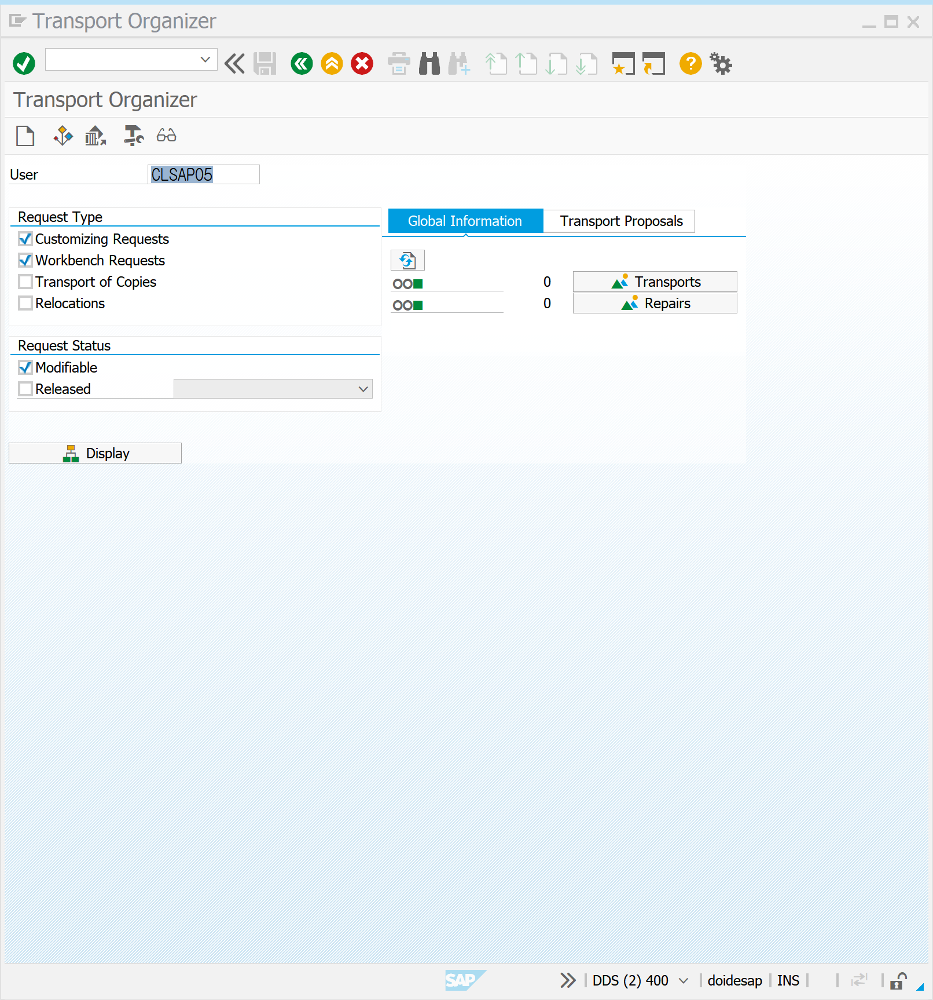 Transport Organizer
Transport Organizer
User CLSAP05
Request Type
Customizing Requests
Workbench Requests
Transport of Copies
Relocations
Request Status
Modifiable
Released
Display
Global Information Transport Proposals
0 Transports
0 Repairs
SAP DDS (2) 400 doidesap INS